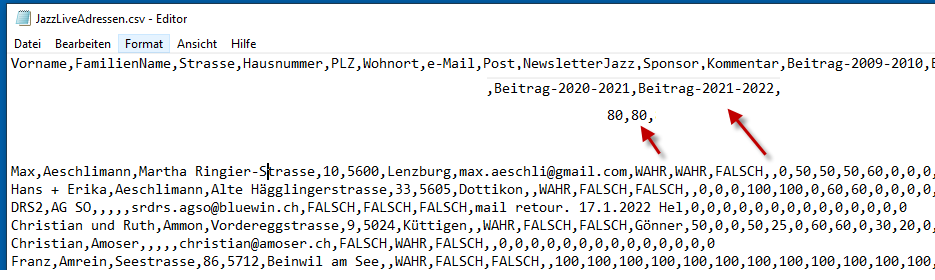 JazzLiveAdressen.csv - Editor
Datei Bearbeiten Format Ansicht Hilfe
Vorname,FamilienName,Strasse,Hausnummer,PLZ,Wohnort,e-Mail,Post,NewsletterJazz,Sponsor,Kommentar,Beitrag-2009-2010,
,Beitrag-2020-2021,Beitrag-2021-2022,
80,80,
Max,Aeschlimann,Martha Ringier-Strasse,10,5600,Lenzburg,max.aeschli@gmail.com,WAHR,WAHR,FALSCH,,0,50,50,50,60,0,0,0,
Hans + Erika,Aeschlimann,Alte Hägglingerstrasse,33,5605,Dottikon,,WAHR,FALSCH,FALSCH,,0,0,0,100,100,0,60,60,0,0,0,0,
DRS2,AG SO,,,,,srdrs.agso@bluewin.ch,FALSCH,FALSCH,FALSCH,mail retour. 17.1.2022 Hel,0,0,0,0,0,0,0,0,0,0,0,0,0
Christian und Ruth,Ammon,Vordereggstrasse,9,5024,Küttigen,,WAHR,FALSCH,FALSCH,Gönner,50,0,0,50,25,0,60,60,0,30,20,0,
Christian,Amoser,,,,,christian@amoser.ch,FALSCH,WAHR,FALSCH,,0,0,0,0,0,0,0,0,0,0,0,0,0
Franz,Amrein,Seestrasse,86,5712,Beinwil am See,,WAHR,FALSCH,FALSCH,,100,100,100,100,100,100,100,100,100,100,